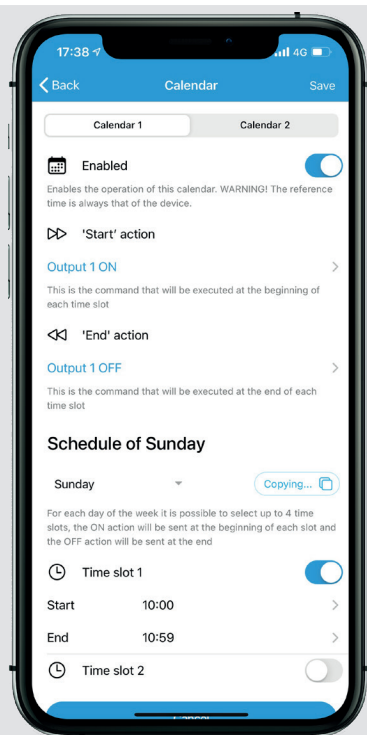 17:38
4G
Back Calendar Save
Calendar 1 Calendar 2
Enabled
Enables the operation of this calendar. WARNING! The reference
time is always that of the device.
'Start' action
Output 1 ON
This is the command that will be executed at the beginning of
each time slot
'End' action
Output 1 OFF
This is the command that will be executed at the end of each
time slot
Schedule of Sunday
Sunday Copying...
For each day of the week it is possible to select up to 4 time
slots, the ON action will be sent at the beginning of each slot and
the OFF action will be sent at the end
Time slot 1
Start 10:00
End 10:59
Time slot 2
Cancel